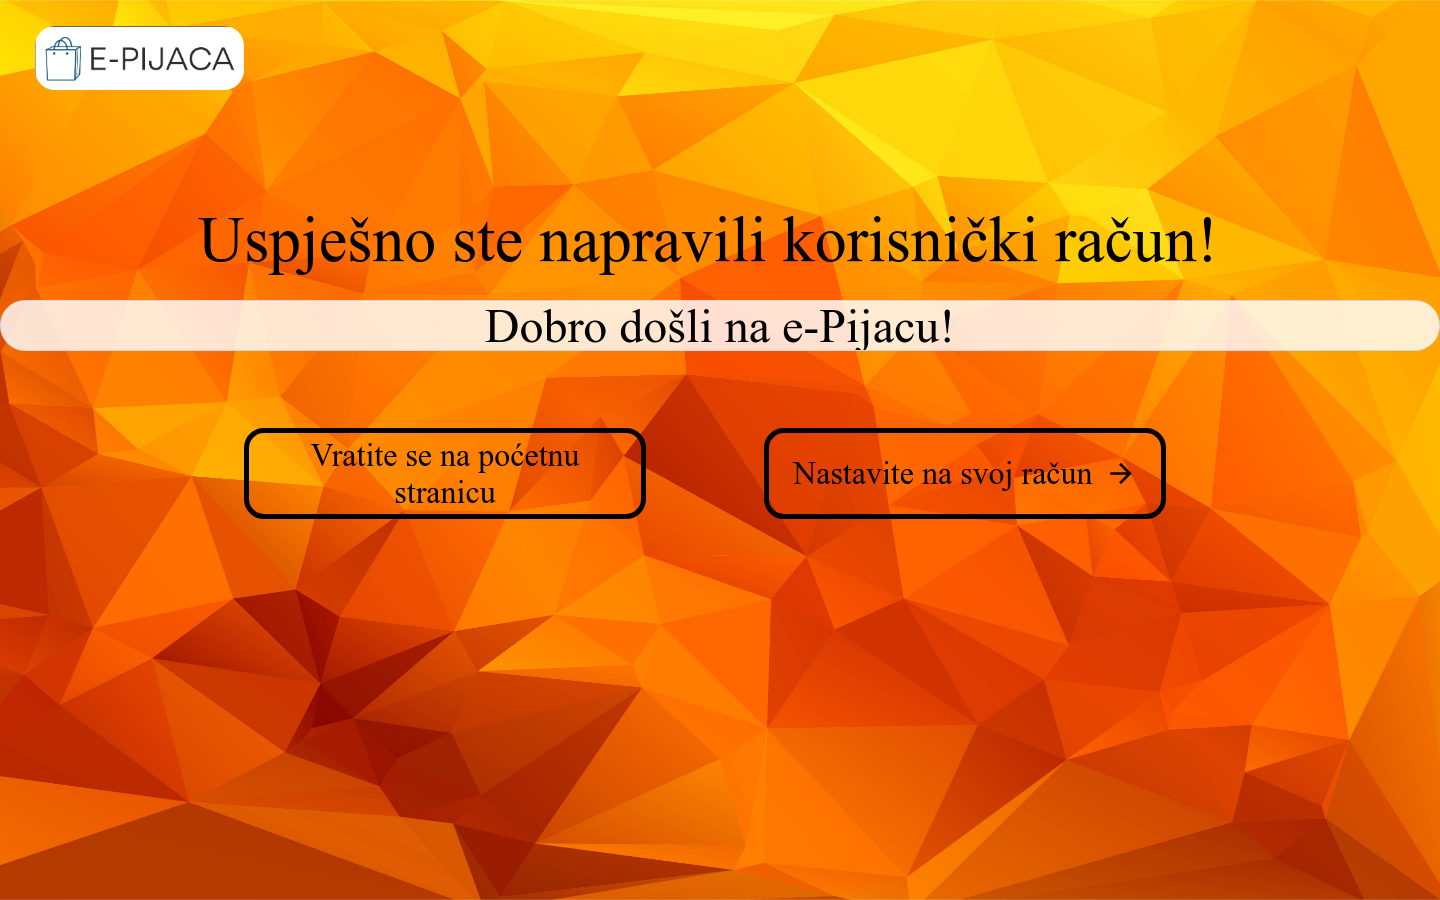 E-PIJACA
Uspješno ste napravili korisnički račun!
Dobro došli na e-Pijacu!
Vratite se na poćetnu
stranicu
Nastavite na svoj račun →